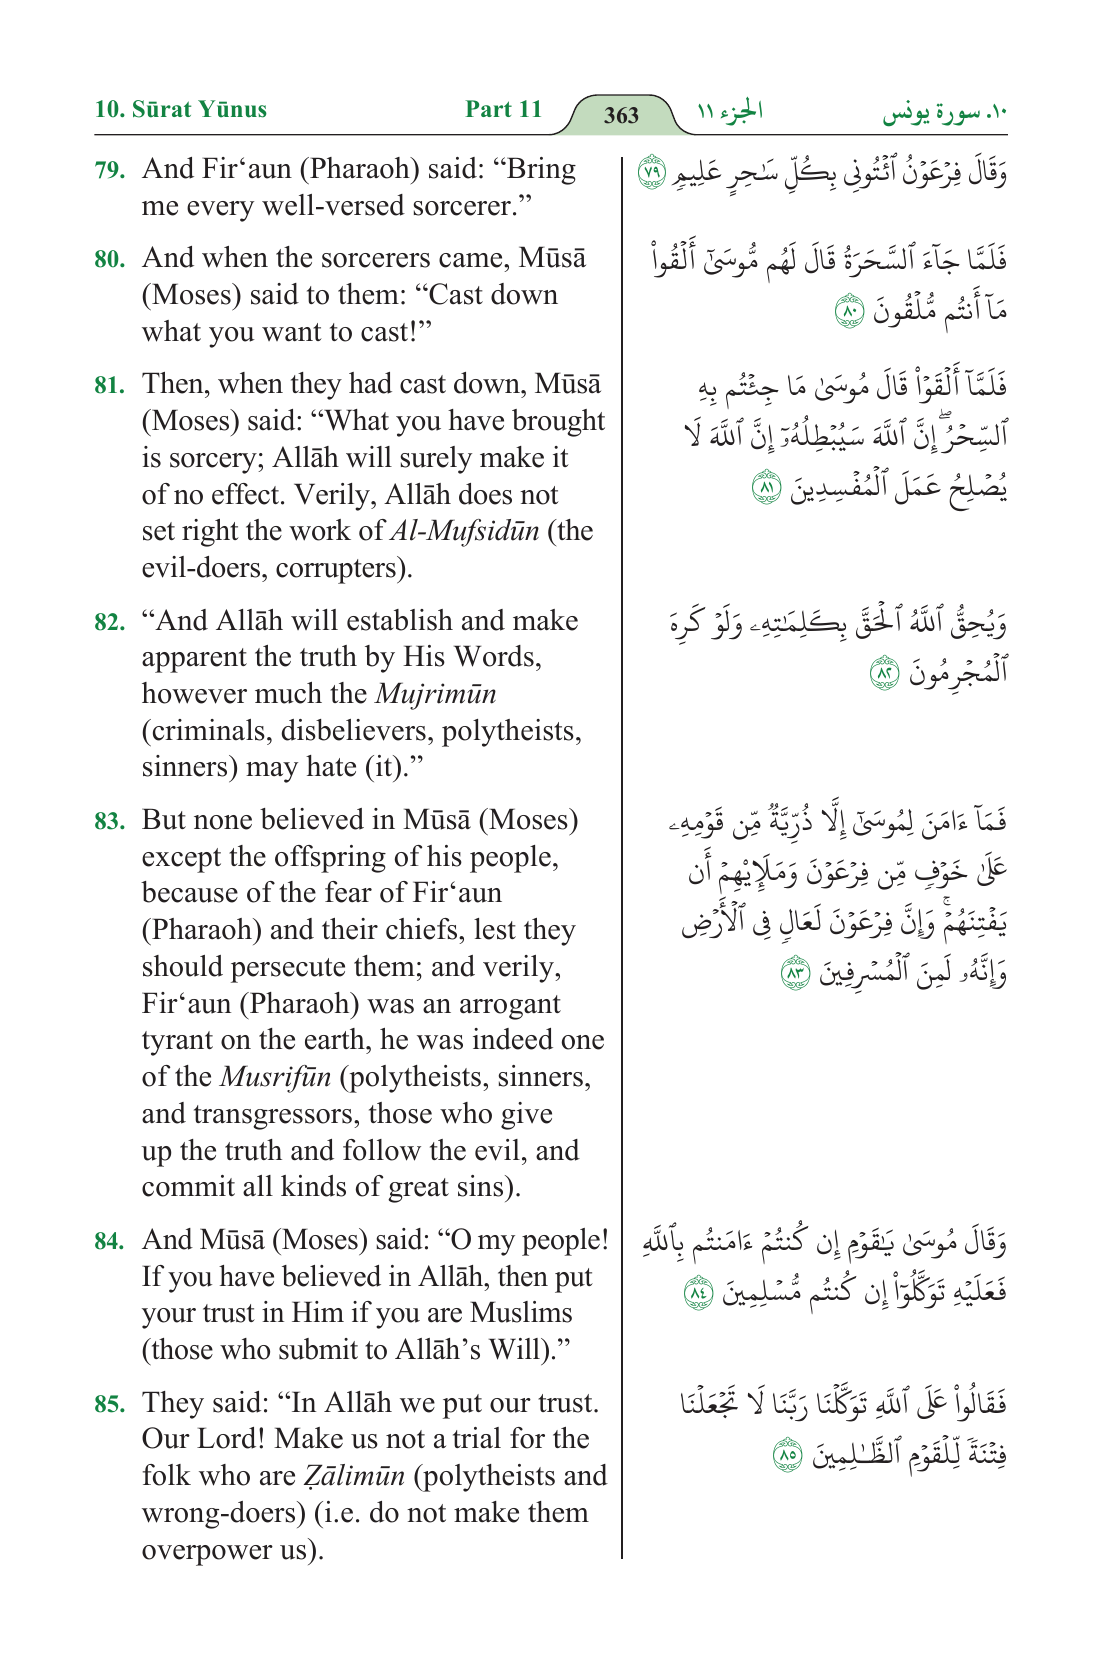 10. Sūrat Yūnus Part 11 363 الجزء ١١ ١٠. سورة يونس
79. And Fir‘aun (Pharaoh) said: “Bring
me every well-versed sorcerer.”
80. And when the sorcerers came, Mūsā
(Moses) said to them: “Cast down
what you want to cast!”
81. Then, when they had cast down, Mūsā
(Moses) said: “What you have brought
is sorcery; Allāh will surely make it
of no effect. Verily, Allāh does not
set right the work of Al-Mufsidūn (the
evil-doers, corrupters).
82. “And Allāh will establish and make
apparent the truth by His Words,
however much the Mujrimūn
(criminals, disbelievers, polytheists,
sinners) may hate (it).”
83. But none believed in Mūsā (Moses)
except the offspring of his people,
because of the fear of Fir‘aun
(Pharaoh) and their chiefs, lest they
should persecute them; and verily,
Fir‘aun (Pharaoh) was an arrogant
tyrant on the earth, he was indeed one
of the Musrifūn (polytheists, sinners,
and transgressors, those who give
up the truth and follow the evil, and
commit all kinds of great sins).
84. And Mūsā (Moses) said: “O my people!
If you have believed in Allāh, then put
your trust in Him if you are Muslims
(those who submit to Allāh’s Will).”
85. They said: “In Allāh we put our trust.
Our Lord! Make us not a trial for the
folk who are Ẓālimūn (polytheists and
wrong-doers) (i.e. do not make them
overpower us).
وَقَالَ فِرْعَوْنُ ٱئْتُونِى بِكُلِّ سَٰحِرٍ عَلِيمٍ ٧٩
فَلَمَّا جَآءَ ٱلسَّحَرَةُ قَالَ لَهُم مُّوسَىٰٓ أَلْقُوا۟
مَآ أَنتُم مُّلْقُونَ ٨٠
فَلَمَّآ أَلْقَوْا۟ قَالَ مُوسَىٰ مَا جِئْتُم بِهِ
ٱلسِّحْرُ ۖ إِنَّ ٱللَّهَ سَيُبْطِلُهُۥٓ إِنَّ ٱللَّهَ لَا
يُصْلِحُ عَمَلَ ٱلْمُفْسِدِينَ ٨١
وَيُحِقُّ ٱللَّهُ ٱلْحَقَّ بِكَلِمَٰتِهِۦ وَلَوْ كَرِهَ
ٱلْمُجْرِمُونَ ٨٢
فَمَآ ءَامَنَ لِمُوسَىٰٓ إِلَّا ذُرِّيَّةٌ مِّن قَوْمِهِۦ
عَلَىٰ خَوْفٍ مِّن فِرْعَوْنَ وَمَلَإِي۟هِمْ أَن
يَفْتِنَهُمْ ۚ وَإِنَّ فِرْعَوْنَ لَعَالٍ فِى ٱلْأَرْضِ
وَإِنَّهُۥ لَمِنَ ٱلْمُسْرِفِينَ ٨٣
وَقَالَ مُوسَىٰ يَٰقَوْمِ إِن كُنتُمْ ءَامَنتُم بِٱللَّهِ
فَعَلَيْهِ تَوَكَّلُوٓا۟ إِن كُنتُم مُّسْلِمِينَ ٨٤
فَقَالُوا۟ عَلَى ٱللَّهِ تَوَكَّلْنَا رَبَّنَا لَا تَجْعَلْنَا
فِتْنَةً لِّلْقَوْمِ ٱلظَّٰلِمِينَ ٨٥